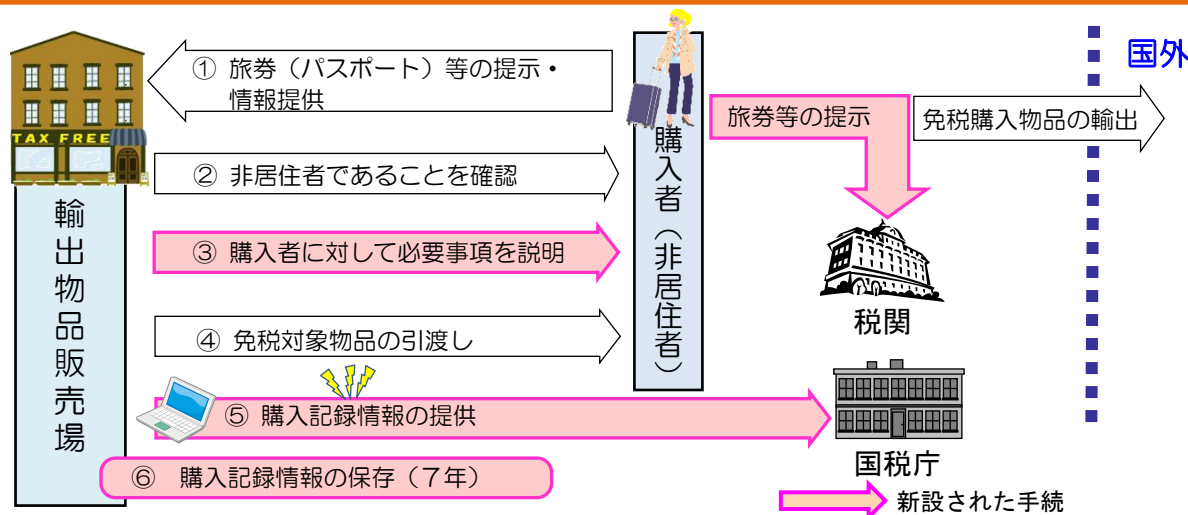 国外
① 旅券（パスポート）等の提示・
情報提供
旅券等の提示
免税購入物品の輸出
TAX FREE
② 非居住者であることを確認
購入者（非居住者）
輸出物品販売場
③ 購入者に対して必要事項を説明
税関
④ 免税対象物品の引渡し
⑤ 購入記録情報の提供
国税庁
⑥ 購入記録情報の保存（７年）
新設された手続